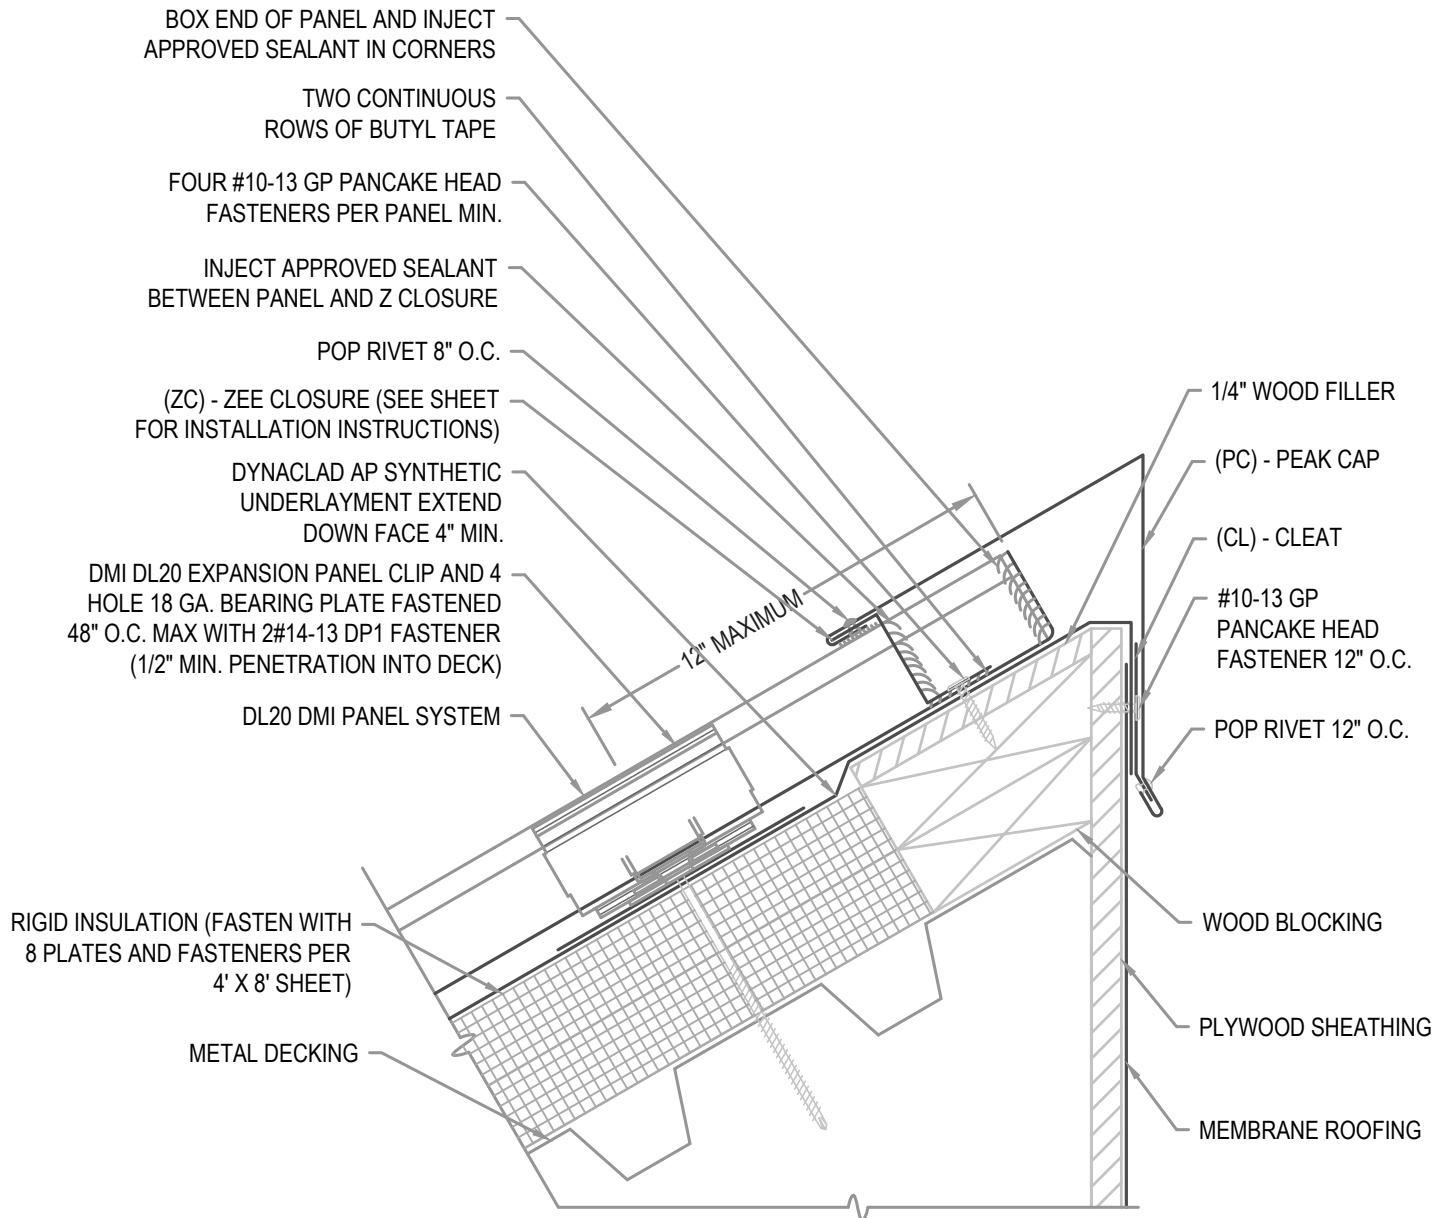 BOX END OF PANEL AND INJECT
APPROVED SEALANT IN CORNERS
TWO CONTINUOUS
ROWS OF BUTYL TAPE
FOUR #10-13 GP PANCAKE HEAD
FASTENERS PER PANEL MIN.
INJECT APPROVED SEALANT
BETWEEN PANEL AND Z CLOSURE
POP RIVET 8" O.C.
(ZC) - ZEE CLOSURE (SEE SHEET
FOR INSTALLATION INSTRUCTIONS)
DYNACLAD AP SYNTHETIC
UNDERLAYMENT EXTEND
DOWN FACE 4" MIN.
DMI DL20 EXPANSION PANEL CLIP AND 4
HOLE 18 GA. BEARING PLATE FASTENED
48" O.C. MAX WITH 2#14-13 DP1 FASTENER
(1/2" MIN. PENETRATION INTO DECK)
DL20 DMI PANEL SYSTEM
RIGID INSULATION (FASTEN WITH
8 PLATES AND FASTENERS PER
4' X 8' SHEET)
METAL DECKING
12" MAXIMUM
1/4" WOOD FILLER
(PC) - PEAK CAP
(CL) - CLEAT
#10-13 GP
PANCAKE HEAD
FASTENER 12" O.C.
POP RIVET 12" O.C.
WOOD BLOCKING
PLYWOOD SHEATHING
MEMBRANE ROOFING